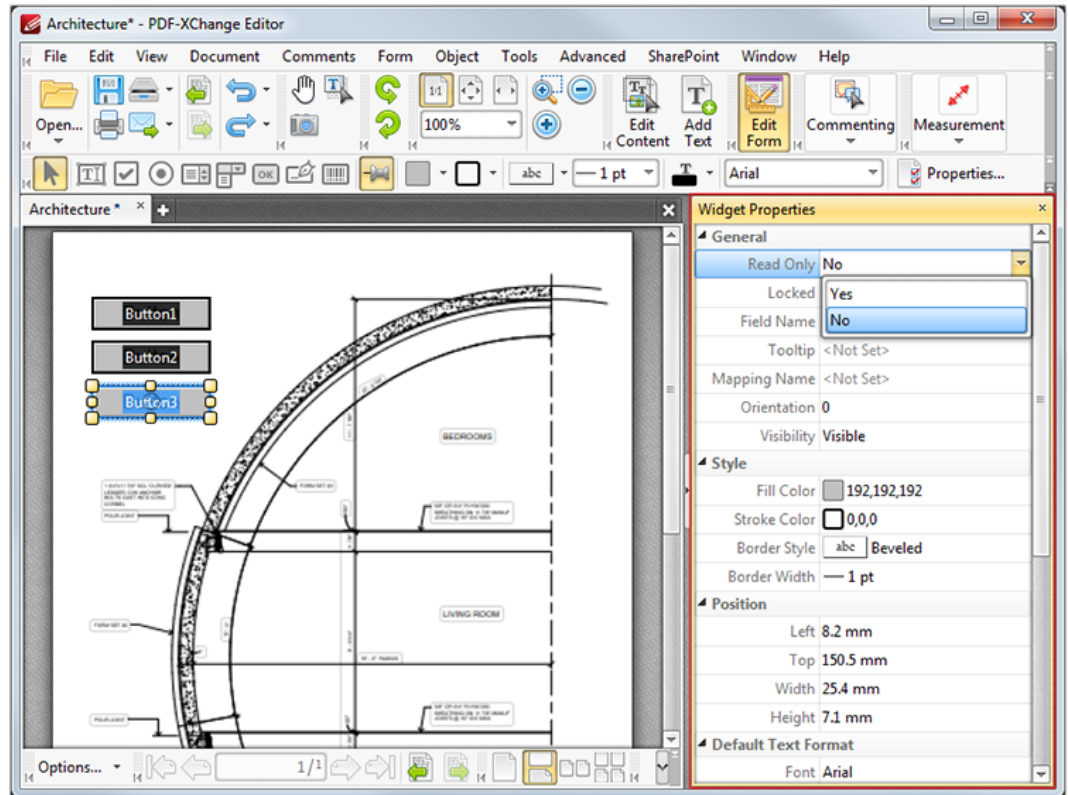 Architecture* - PDF-XChange Editor
File Edit View Document Comments Form Object Tools Advanced SharePoint Window Help
Open...
100%
Edit Content
Add Text
Edit Form
Commenting
Measurement
abc
1 pt
Arial
Properties...
Architecture *
Widget Properties
General
Read Only No
Yes
No
Locked
Field Name
Tooltip <Not Set>
Mapping Name <Not Set>
Orientation 0
Visibility Visible
Style
Fill Color 192,192,192
Stroke Color 0,0,0
Border Style abc Beveled
Border Width 1 pt
Position
Left 8.2 mm
Top 150.5 mm
Width 25.4 mm
Height 7.1 mm
Default Text Format
Font Arial
Button1
Button2
Button3
BEDROOMS
LIVING ROOM
Options...
1/1